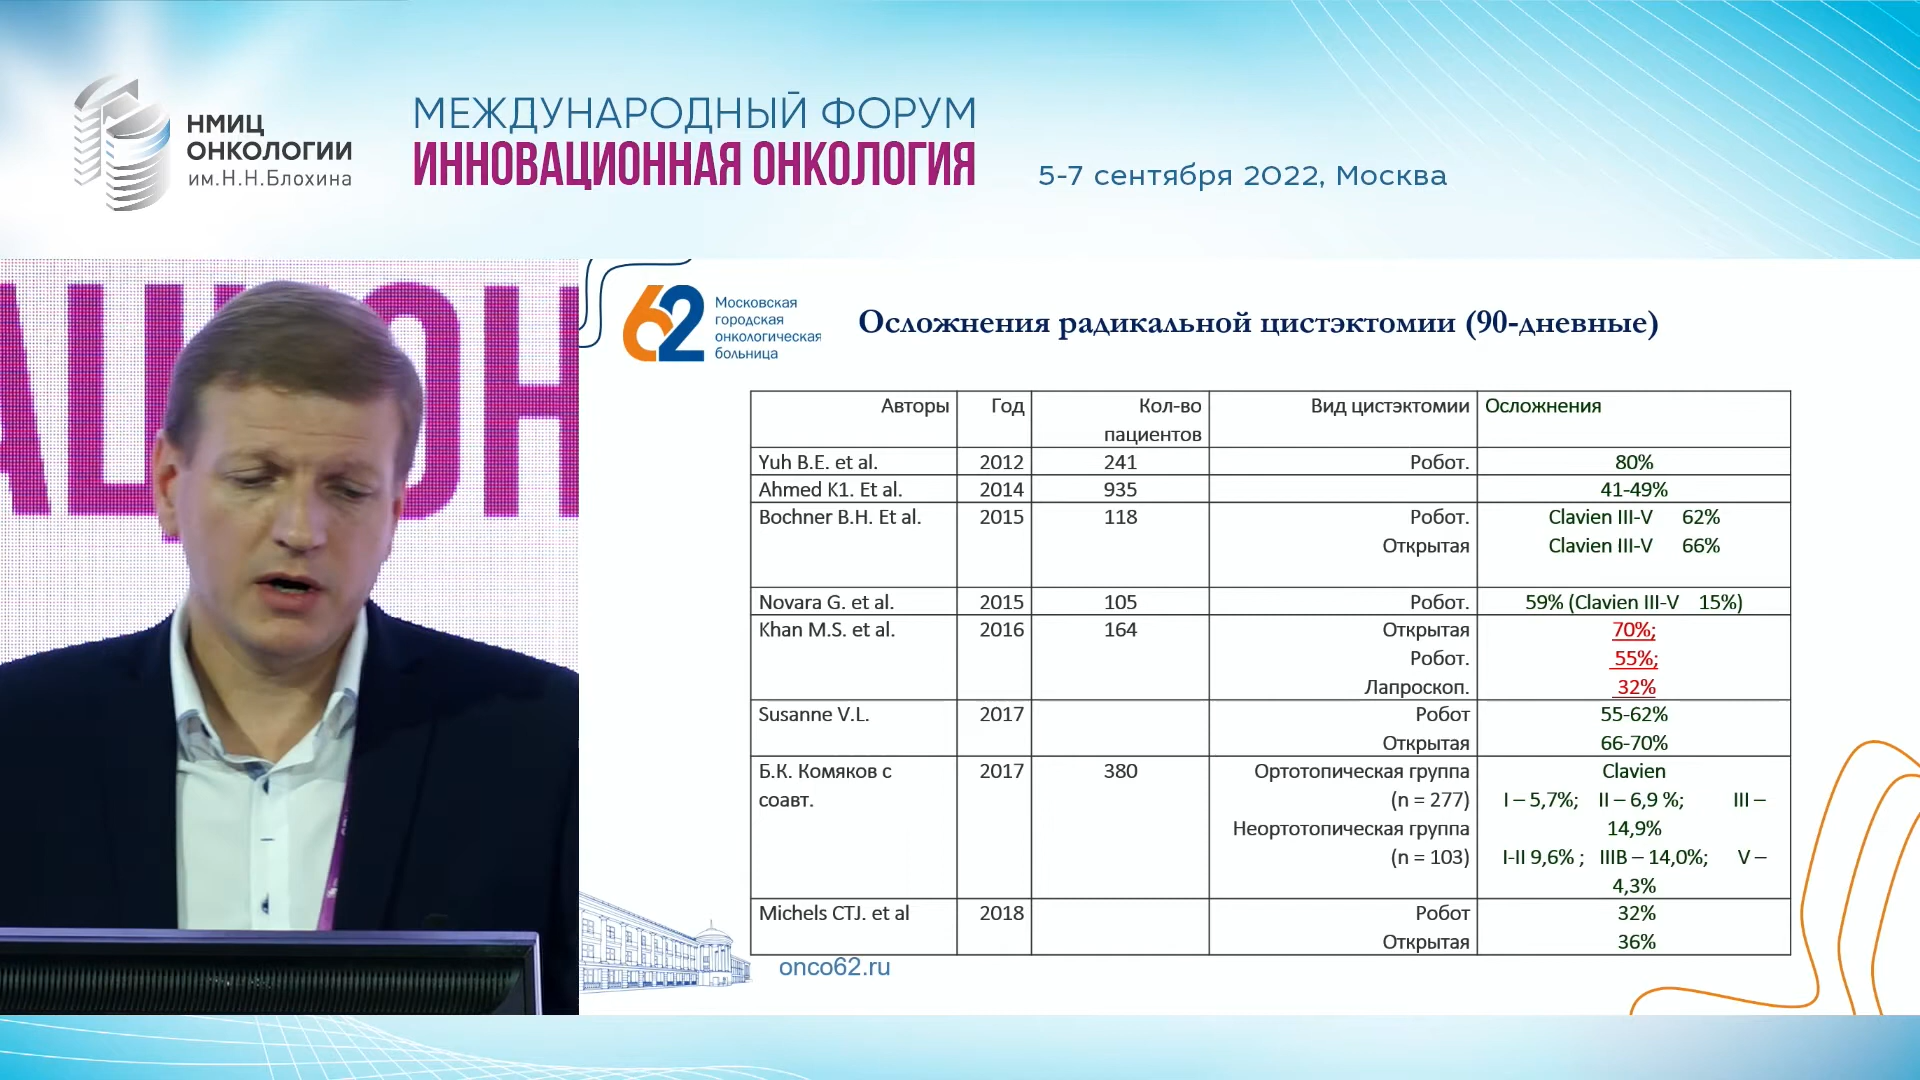 НМИЦ
ОНКОЛОГИИ
им.Н.Н.Блохина
МЕЖДУНАРОДНЫЙ ФОРУМ
ИННОВАЦИОННАЯ ОНКОЛОГИЯ
5-7 сентября 2022, Москва
АЦИОН
62
Московская
городская
онкологическая
больница
Осложнения радикальной цистэктомии (90-дневные)
Авторы Год Кол-во пациентов Вид цистэктомии Осложнения
Yuh B.E. et al. 2012 241 Робот. 80%
Ahmed K1. Et al. 2014 935 41-49%
Bochner B.H. Et al. 2015 118 Робот. Clavien III-V 62%
Открытая Clavien III-V 66%
Novara G. et al. 2015 105 Робот. 59% (Clavien III-V 15%)
Khan M.S. et al. 2016 164 Открытая 70%;
Робот. 55%;
Лапроскоп. 32%
Susanne V.L. 2017 Робот 55-62%
Открытая 66-70%
Б.К. Комяков с 2017 380 Ортотопическая группа Clavien
соавт. (n = 277) I – 5,7%; II – 6,9 %; III –
Неортотопическая группа 14,9%
(n = 103) I-II 9,6% ; IIIB – 14,0%; V –
4,3%
Michels CTJ. et al 2018 Робот 32%
Открытая 36%
onco62.ru